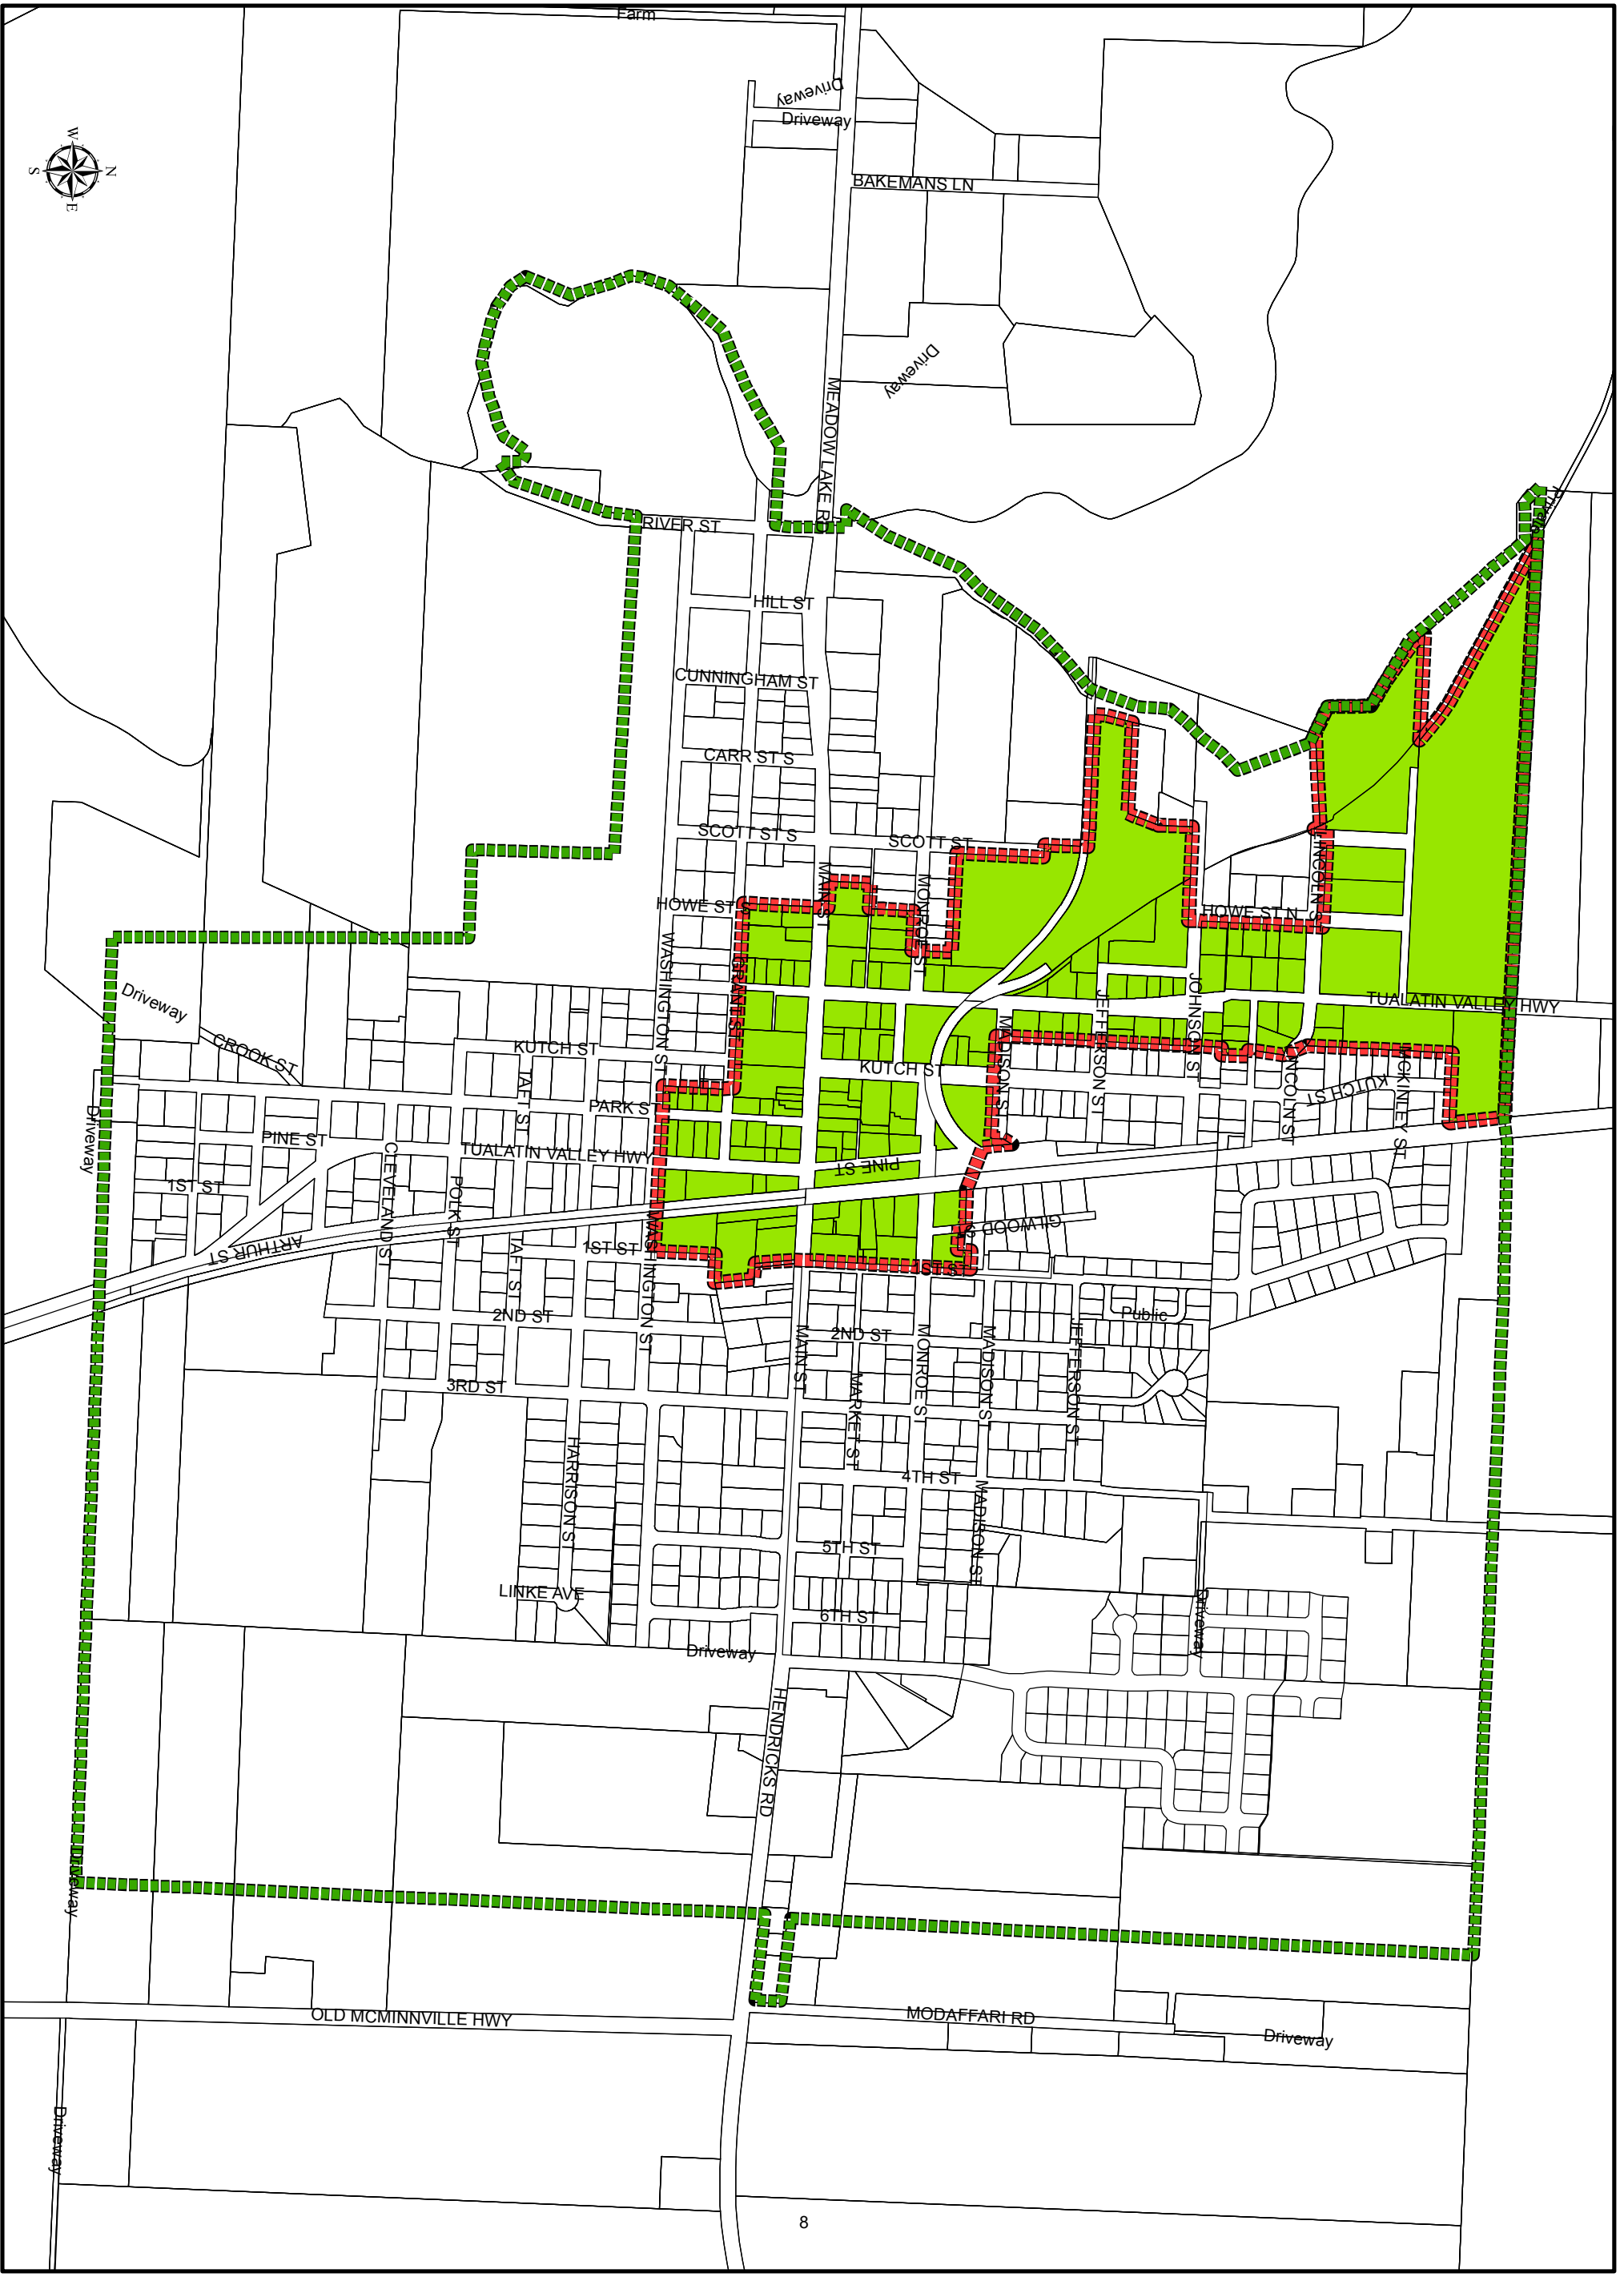 Farm
Driveway
Driveway
W
N
S
E
BAKEMANS LN
Driveway
MEADOW LAKE RD
Private
RIVER ST
HILL ST
CUNNINGHAM ST
CARR ST S
SCOTT ST S
SCOTT ST
MAIN ST
MONROE ST
LINCOLN S
HOWE ST S
HOWE ST N
WASHINGTON ST
GRANT ST
Driveway
JOHNSON ST
JEFFERSON ST
MADISON S
TUALATIN VALLEY HWY
CROOK ST
KUTCH ST
KUTCH ST
KUTCH ST
LINCOLN ST
MCKINLEY ST
TAFT S
PARK ST
Driveway
PINE ST
CLEVELAND ST
TUALATIN VALLEY HWY
PINE ST
1ST ST
POLK ST
GILWOOD ST
ARTHUR ST
TAFT ST
1ST ST
WASHINGTON ST
1ST ST
2ND ST
Public
2ND ST
MAIN ST
MONROE ST
MADISON ST
JEFFERSON ST
3RD ST
MARKET ST
HARRISON S
4TH ST
MADISON ST
5TH ST
LINKE AVE
6TH ST
Driveway
Driveway
HENDRICKS RD
Driveway
OLD MCMINNVILLE HWY
MODAFFARI RD
Driveway
Driveway
8